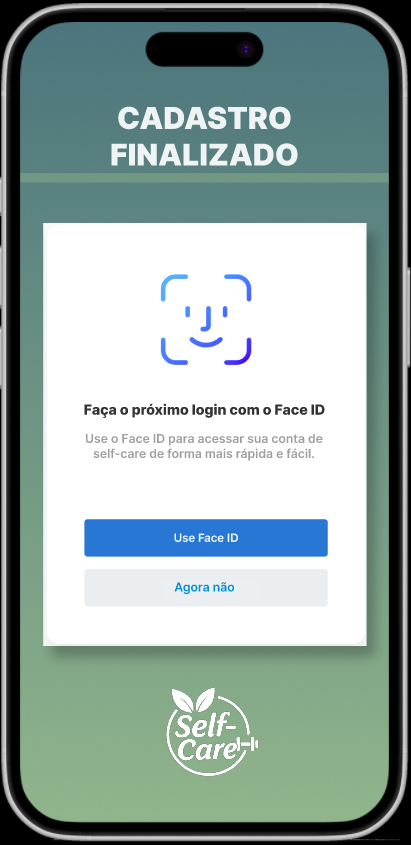 CADASTRO
FINALIZADO
Faça o próximo login com o Face ID
Use o Face ID para acessar sua conta de
self-care de forma mais rápida e fácil.
Use Face ID
Agora não
Self-
Care